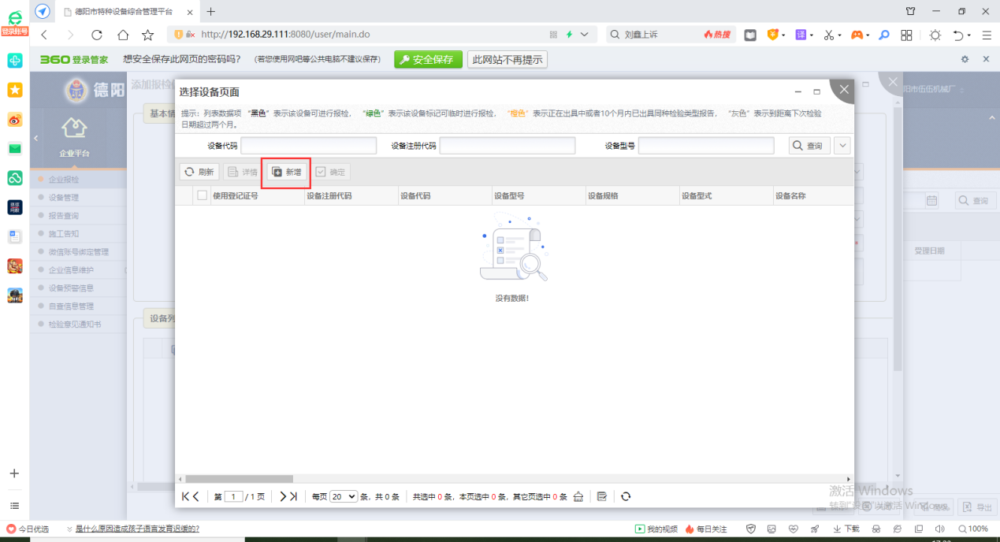 德阳市特种设备综合管理平台
登录账号
http://192.168.29.111:8080/user/main.do
刘鑫上诉
热搜
译
360登录管家
想安全保存此网页的密码吗？
（若您使用网吧等公共电脑不建议保存）
安全保存
此网站不再提示
德阳
企业平台
企业报检
设备管理
报告查询
施工告知
微信账号绑定管理
企业信息维护
设备预警信息
自查信息管理
检验意见通知书
添加报检
基本情
设备列
选择设备页面
提示：列表数据项 "黑色" 表示该设备可进行报检， "绿色" 表示该设备标记可临时进行报检， "橙色" 表示正在出具中或者10个月内已出具同种检验类型报告， "灰色" 表示到距离下次检验
日期超过两个月。
设备代码
设备注册代码
设备型号
查询
刷新
详情
新增
确定
使用登记证号
设备注册代码
设备代码
设备型号
设备规格
设备型式
设备名称
没有数据!
第 1 / 1 页
每页 20 条，共 0 条
共选中 0 条，本页选中 0 条，其它页选中 0 条
阳市伍伍机械厂
查询
受理日期
关闭
导出
激活 Windows
转到"设置"以激活 Windows。
今日优选
是什么原因造成孩子语言发育迟缓的?
我的视频
每日关注
下载
100%